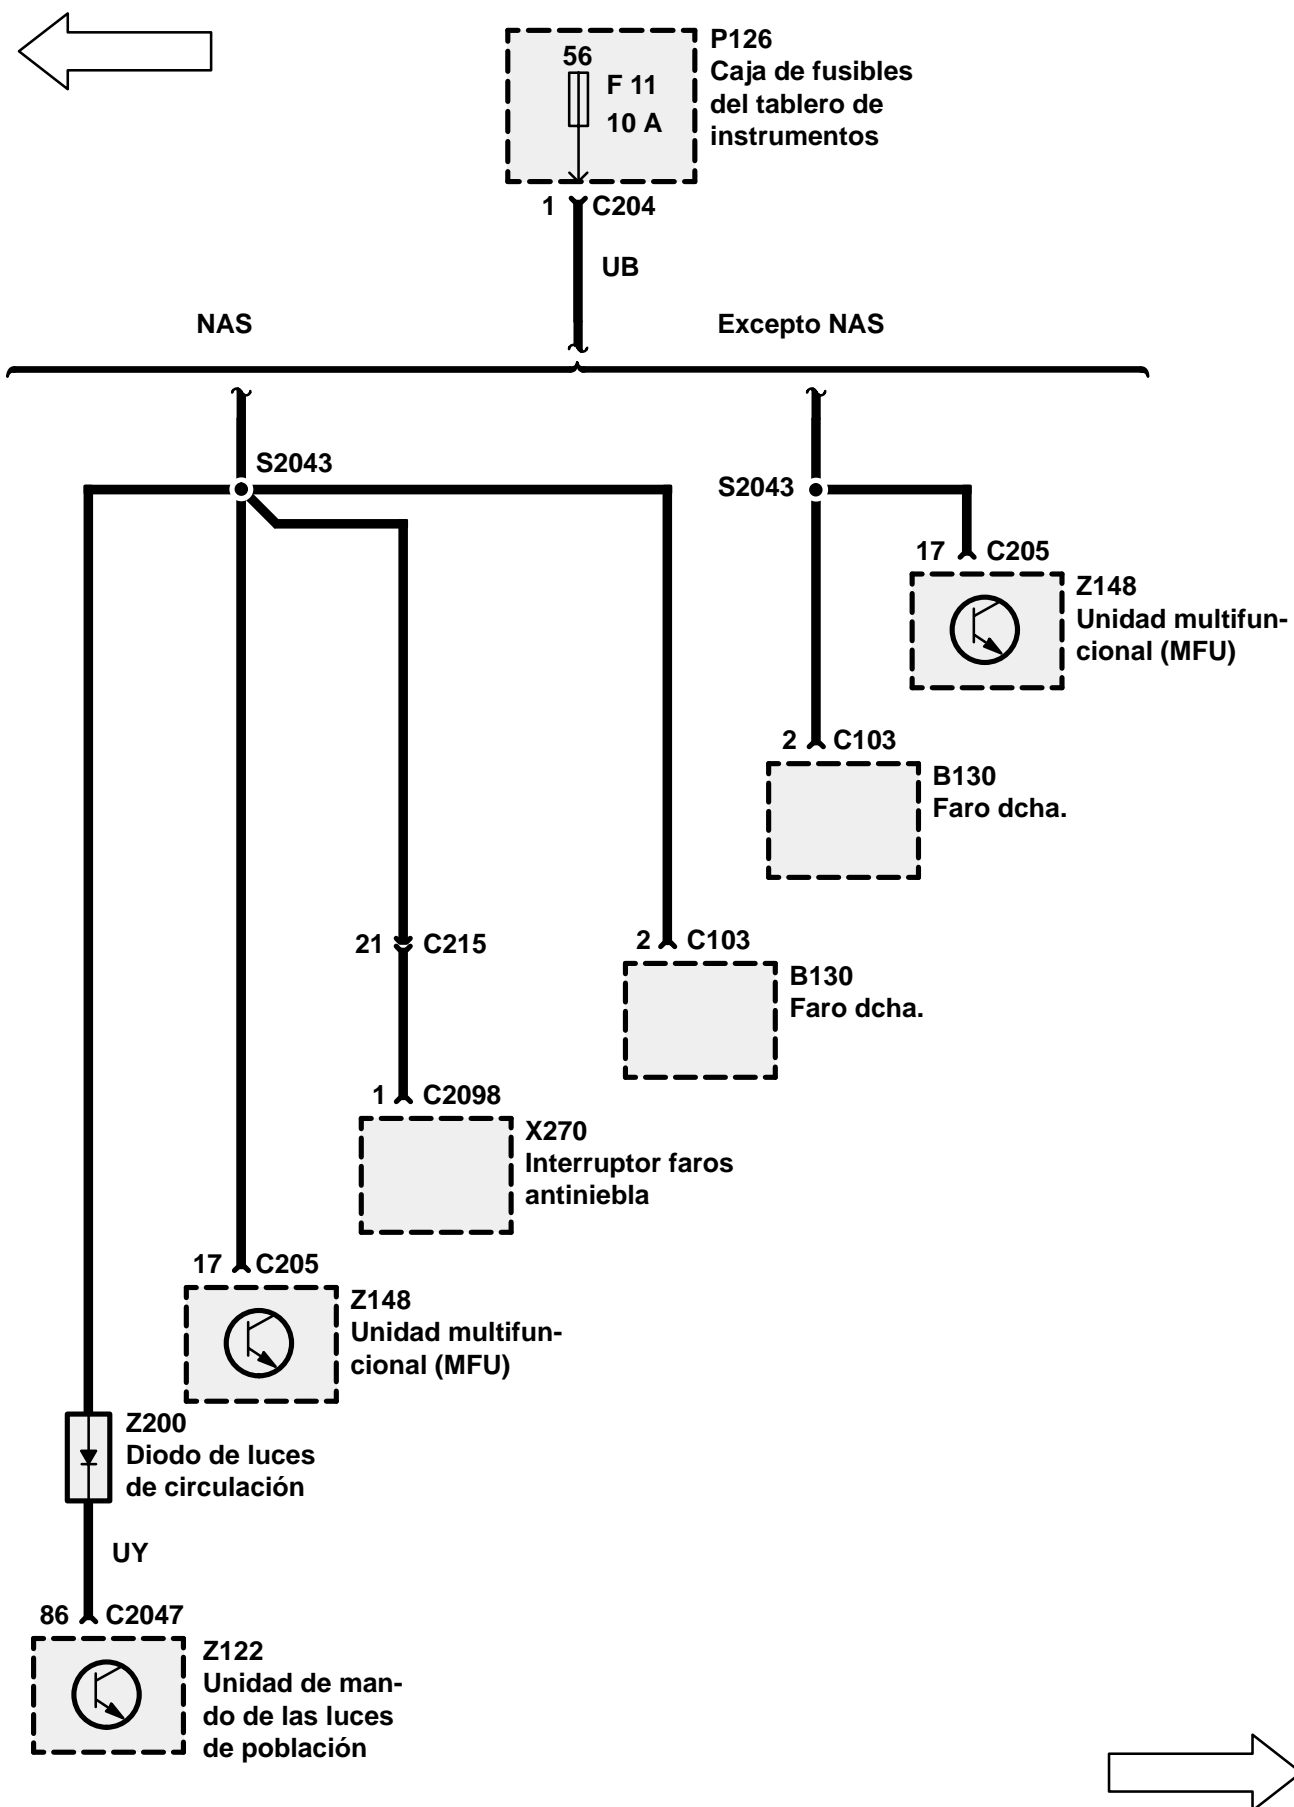 P126
Caja de fusibles
del tablero de
instrumentos
56
F 11
10 A
1 C204
UB
NAS
Excepto NAS
S2043
S2043
17 C205
Z148
Unidad multifun-
cional (MFU)
2 C103
B130
Faro dcha.
21 C215
2 C103
B130
Faro dcha.
1 C2098
X270
Interruptor faros
antiniebla
17 C205
Z148
Unidad multifun-
cional (MFU)
Z200
Diodo de luces
de circulación
UY
86 C2047
Z122
Unidad de man-
do de las luces
de población